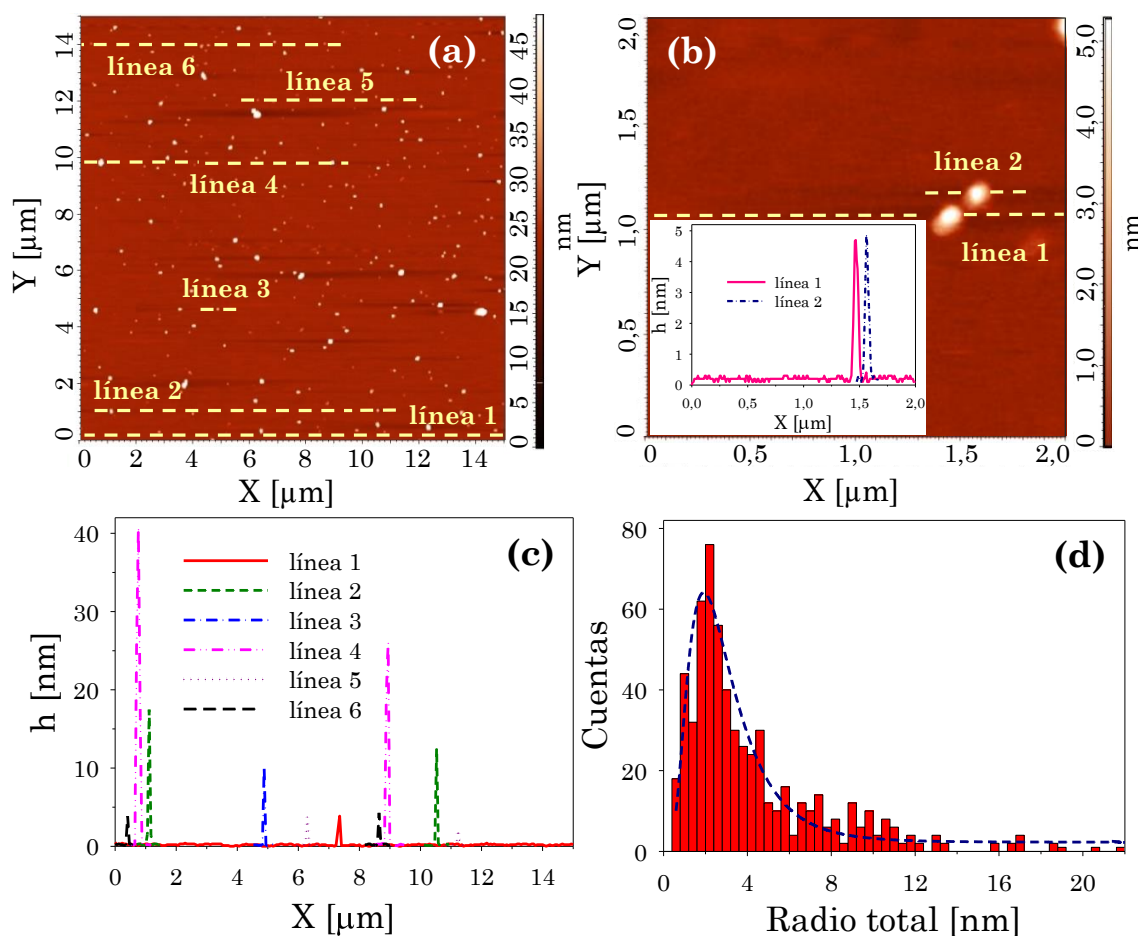 (a)
línea 6
línea 5
línea 4
línea 3
línea 2
línea 1
Y [µm]
0 2 4 6 8 10 12 14
X [µm]
0 2 4 6 8 10 12 14
nm
0 5 10 15 20 25 30 35 40 45
(b)
línea 2
línea 1
Y [µm]
0 0,5 1,0 1,5 2,0
X [µm]
0 0,5 1,0 1,5 2,0
nm
0 1,0 2,0 3,0 4,0 5,0
h [nm]
0 1 2 3 4 5
línea 1
línea 2
0,0 0,5 1,0 1,5 2,0
X [µm]
(c)
línea 1
línea 2
línea 3
línea 4
línea 5
línea 6
h [nm]
0 10 20 30 40
0 2 4 6 8 10 12 14
X [µm]
(d)
Cuentas
0 20 40 60 80
0 4 8 12 16 20
Radio total [nm]